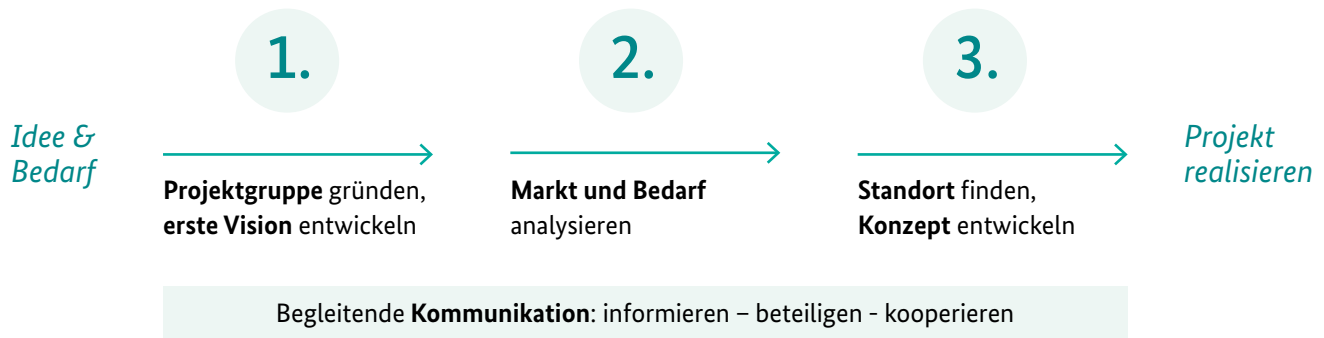 1.
2.
3.
Idee &
Bedarf
Projektgruppe gründen,
erste Vision entwickeln
Markt und Bedarf
analysieren
Standort finden,
Konzept entwickeln
Projekt
realisieren
Begleitende Kommunikation: informieren – beteiligen - kooperieren